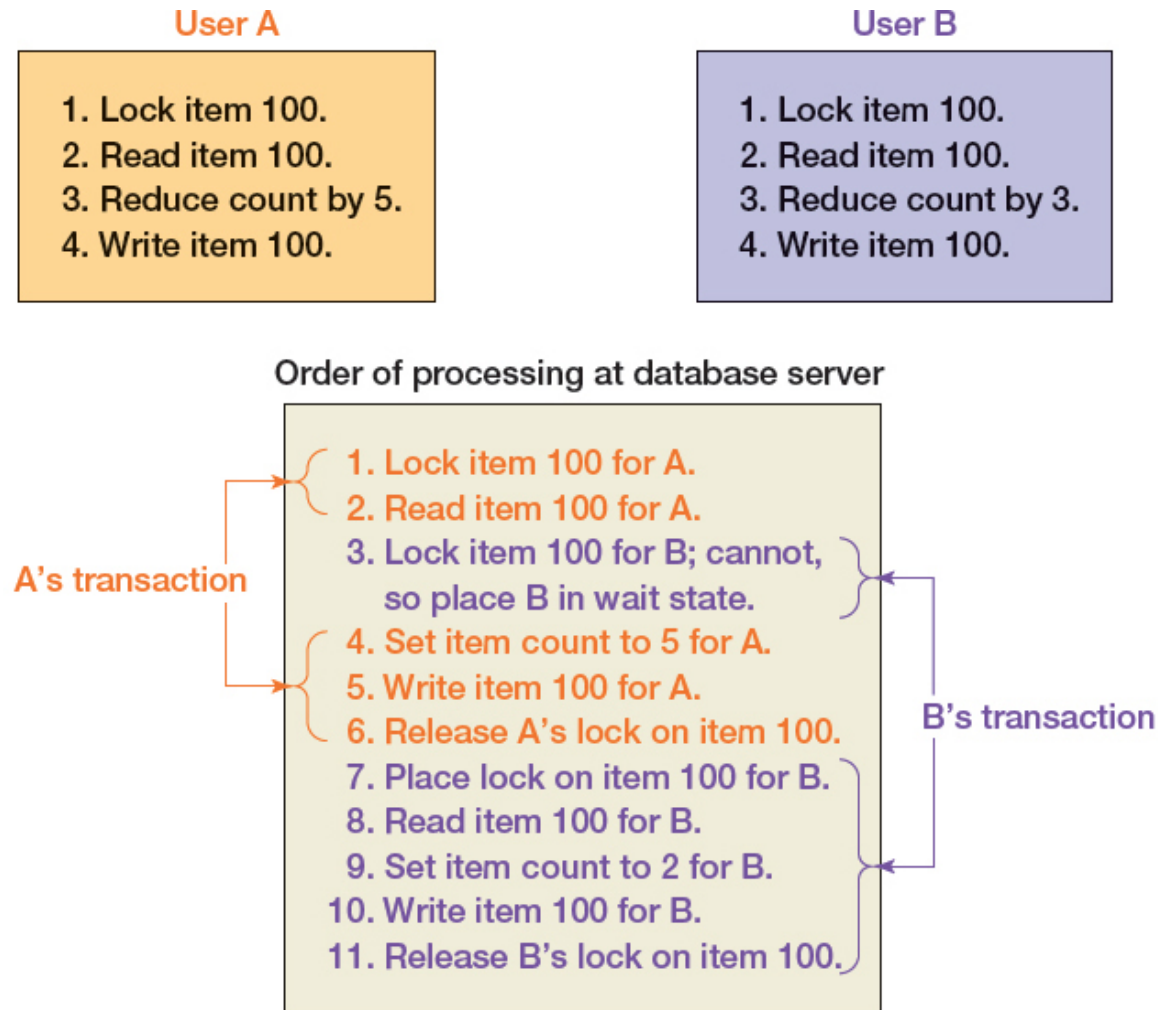 User A
1. Lock item 100.
2. Read item 100.
3. Reduce count by 5.
4. Write item 100.
User B
1. Lock item 100.
2. Read item 100.
3. Reduce count by 3.
4. Write item 100.
Order of processing at database server
1. Lock item 100 for A.
2. Read item 100 for A.
3. Lock item 100 for B; cannot,
so place B in wait state.
4. Set item count to 5 for A.
5. Write item 100 for A.
6. Release A’s lock on item 100.
7. Place lock on item 100 for B.
8. Read item 100 for B.
9. Set item count to 2 for B.
10. Write item 100 for B.
11. Release B’s lock on item 100.
A’s transaction
B’s transaction